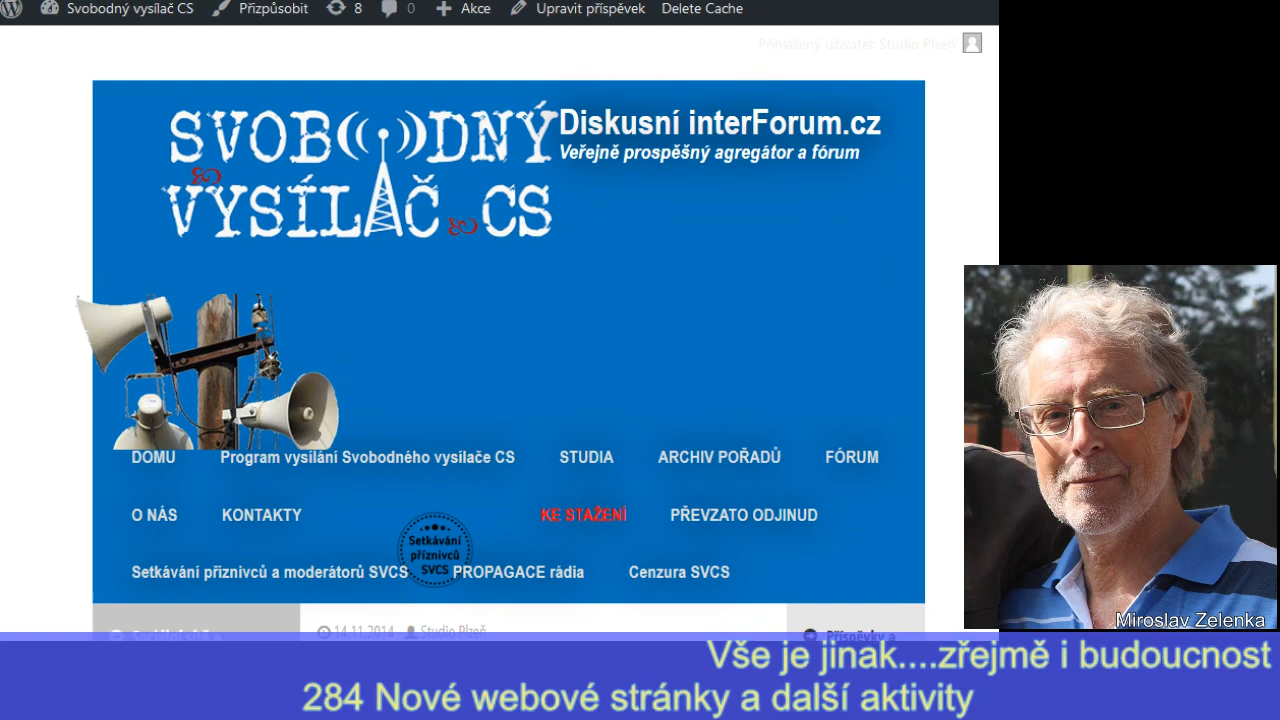 Svobodný vysílač CS Přizpůsobit 8 0 Akce Upravit příspěvek Delete Cache
Přihlášený uživatel: Studio Plzeň
SVOBODNÝ
VYSÍLAČ CS
Diskusní interForum.cz
Veřejně prospěšný agregátor a fórum
DOMU Program vysílání Svobodného vysílače CS STUDIA ARCHIV POŘADŮ FÓRUM
O NÁS KONTAKTY KE STAŽENÍ PŘEVZATO ODJINUD
Setkávání
příznivců
SVCS
Setkávání příznivců a moderátorů SVCS PROPAGACE rádia Cenzura SVCS
Sociální sítě a
14.11.2014 Studio Plzeň
Příspěvky a
Miroslav Zelenka
Vše je jinak....zřejmě i budoucnost
284 Nové webové stránky a další aktivity